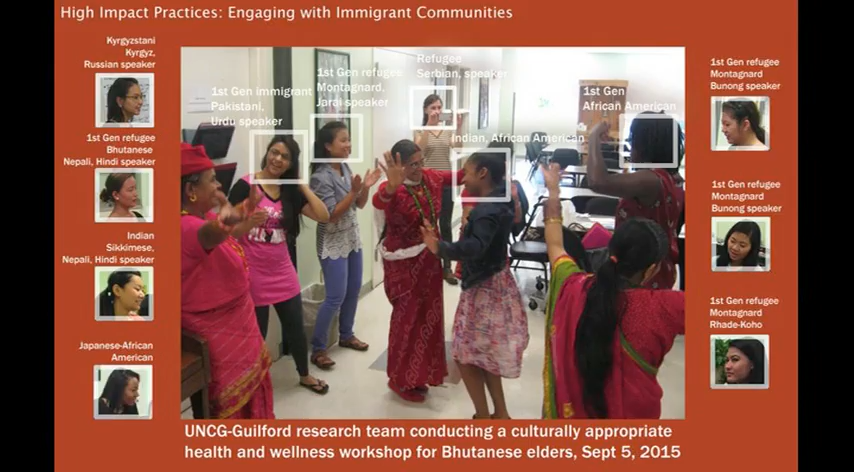 High Impact Practices: Engaging with Immigrant Communities
Kyrgyzstani
Kyrgyz,
Russian speaker
1st Gen refugee
Bhutanese
Nepali, Hindi speaker
Indian
Sikkimese,
Nepali, Hindi speaker
Japanese-African
American
1st Gen immigrant
Pakistani,
Urdu speaker
1st Gen refugee
Montagnard,
Jarai speaker
Refugee
Serbian, speaker
Indian, African American
1st Gen
African American
1st Gen refugee
Montagnard
Bunong speaker
1st Gen refugee
Montagnard
Bunong speaker
1st Gen refugee
Montagnard
Rhade-Koho
UNCG-Guilford research team conducting a culturally appropriate
health and wellness workshop for Bhutanese elders, Sept 5, 2015